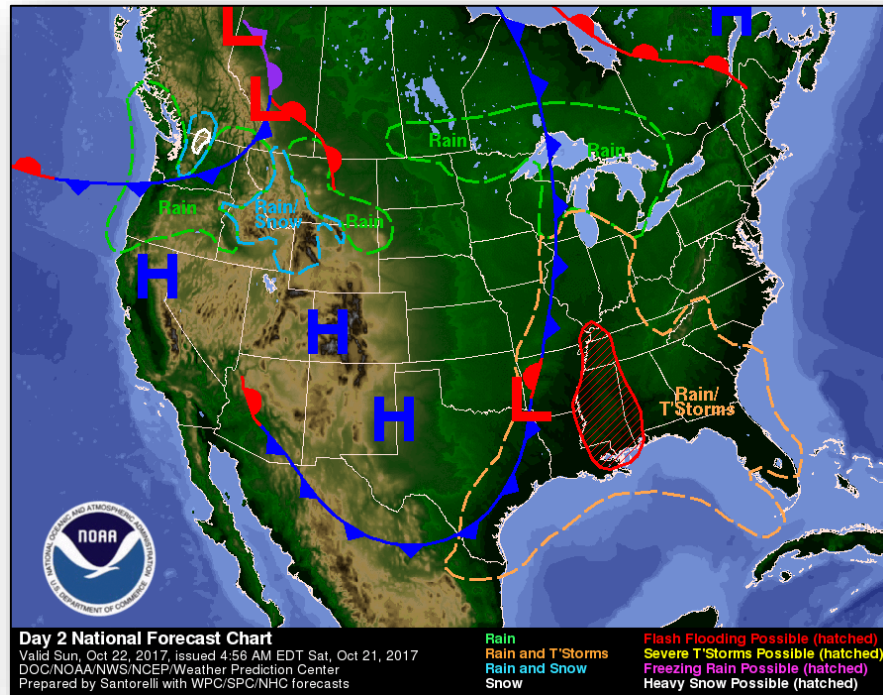 L
H
L
Rain
Rain
Rain
Rain/
Snow
Rain
H
H
L
Rain/
T'Storms
H
NATIONAL OCEANIC AND ATMOSPHERIC ADMINISTRATION
NOAA
U.S. DEPARTMENT OF COMMERCE
Day 2 National Forecast Chart
Valid Sun, Oct 22, 2017, issued 4:56 AM EDT Sat, Oct 21, 2017
DOC/NOAA/NWS/NCEP/Weather Prediction Center
Prepared by Santorelli with WPC/SPC/NHC forecasts
Rain
Rain and T'Storms
Rain and Snow
Snow
Flash Flooding Possible (hatched)
Severe T'Storms Possible (hatched)
Freezing Rain Possible (hatched)
Heavy Snow Possible (hatched)